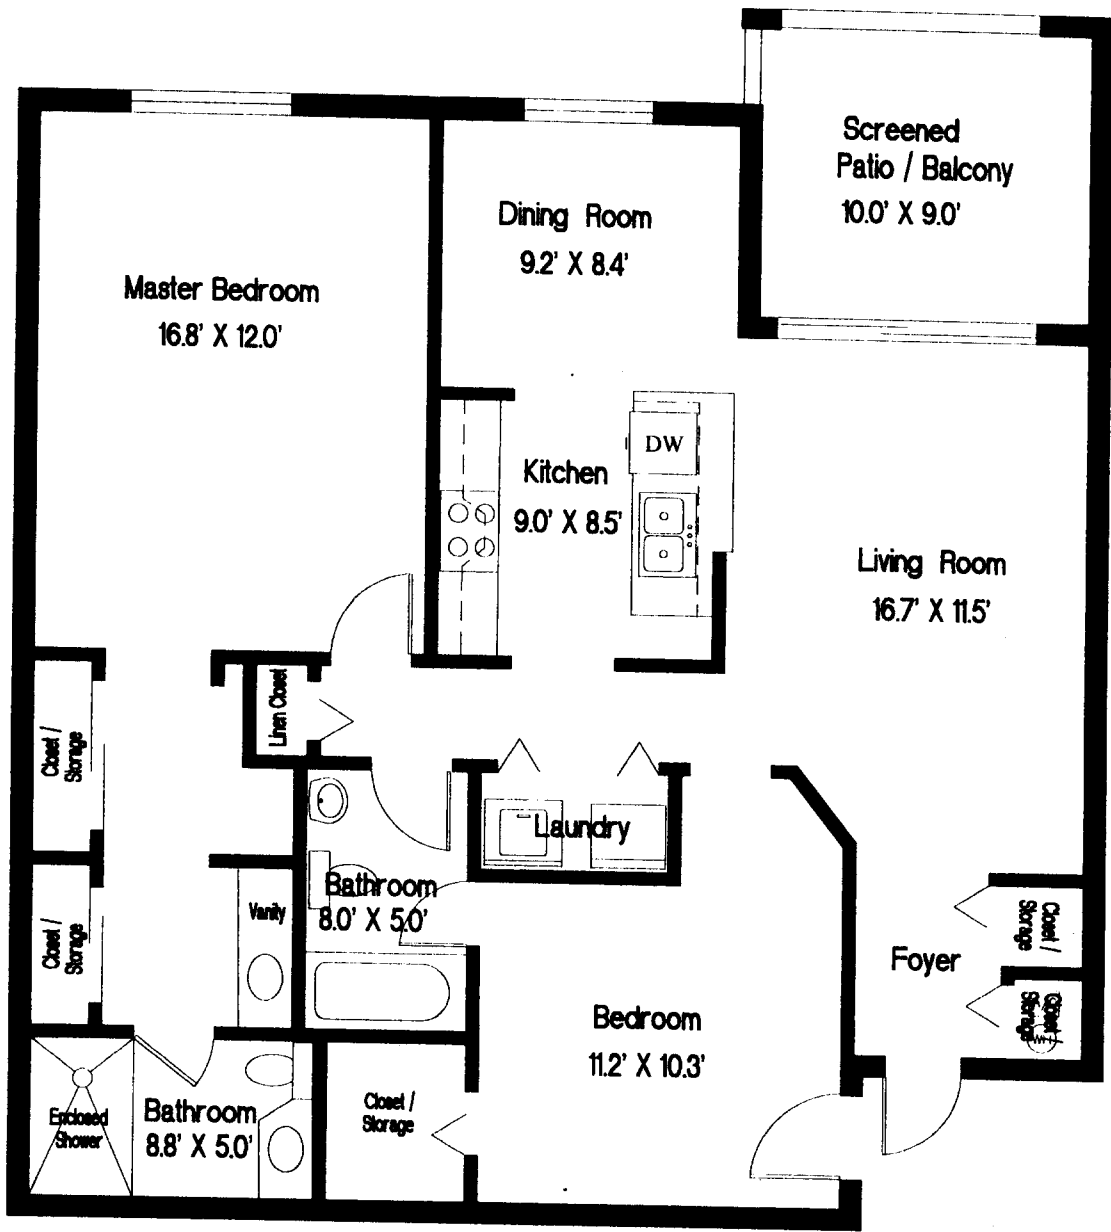 Screened
Patio / Balcony
10.0' X 9.0'
Dining Room
9.2' X 8.4'
Master Bedroom
16.8' X 12.0'
DW
Kitchen
9.0' X 8.5'
Living Room
16.7' X 11.5'
Linen Closet
Closet /
Storage
Laundry
Bathroom
8.0' X 5.0'
Vanity
Closet /
Storage
Closet /
Storage
Foyer
Closet /
Storage
W
Bedroom
11.2' X 10.3'
Closet /
Storage
Bathroom
8.8' X 5.0'
Enclosed
Shower